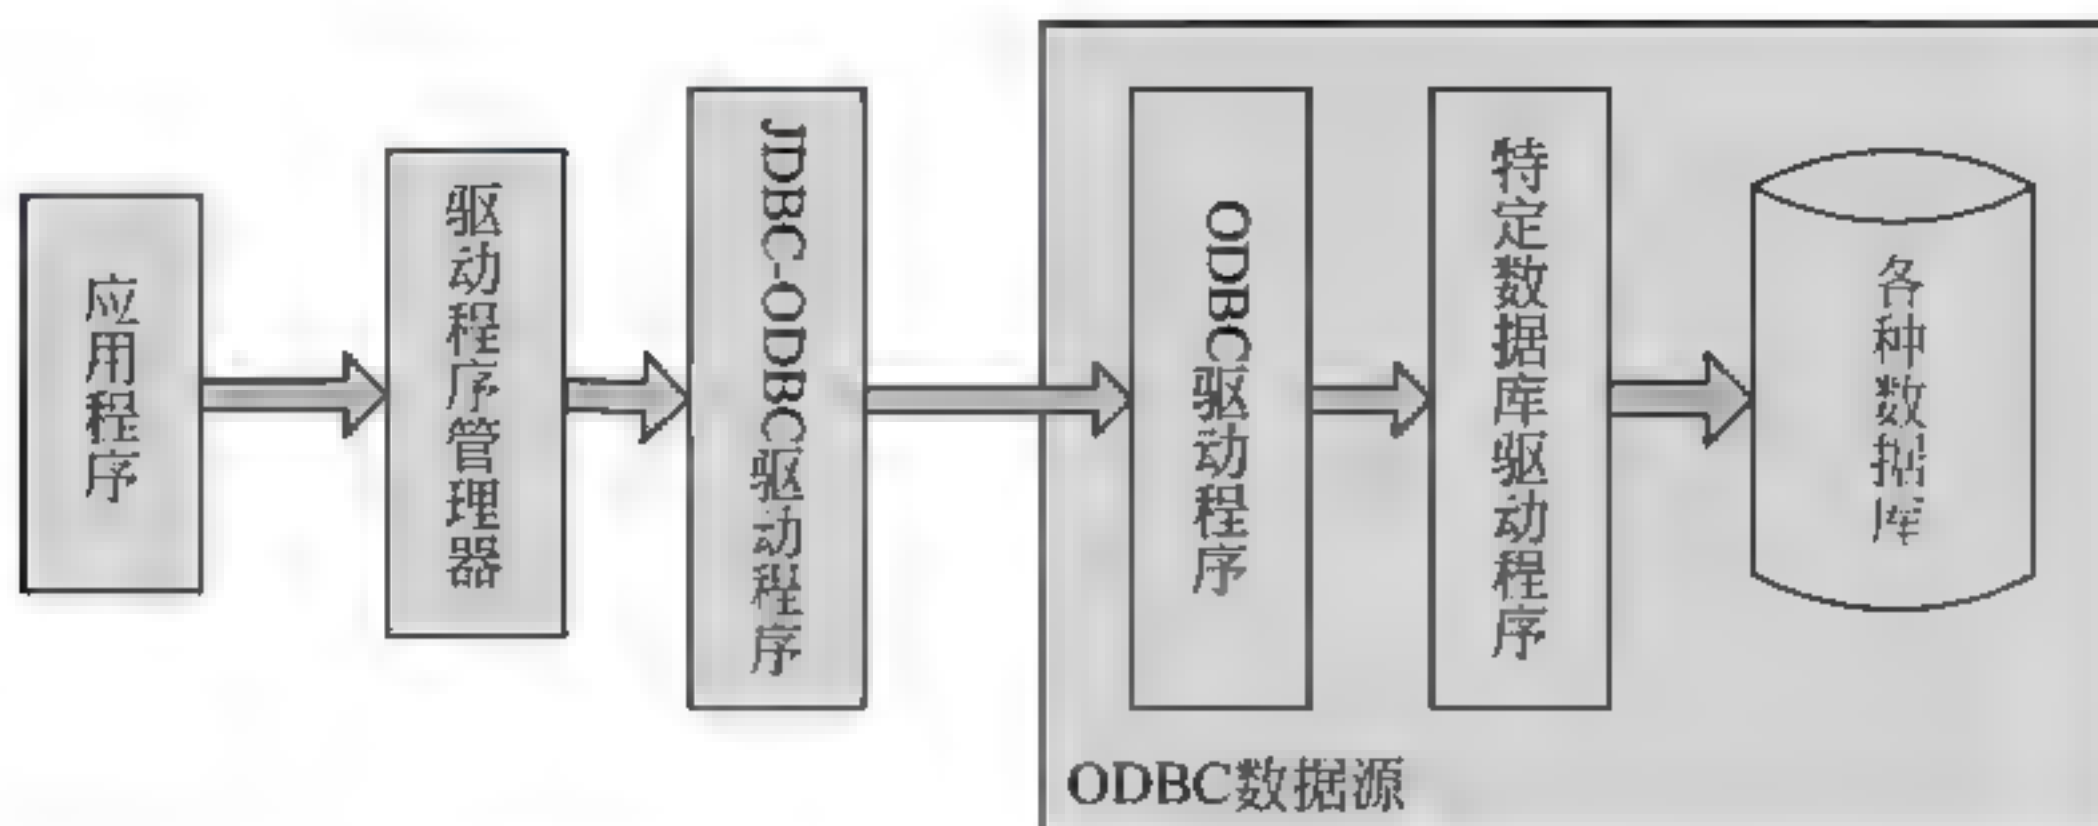 应用程序
驱动程序管理器
JDBC-ODBC驱动程序
ODBC驱动程序
特定数据库驱动程序
各种数据库
ODBC数据源